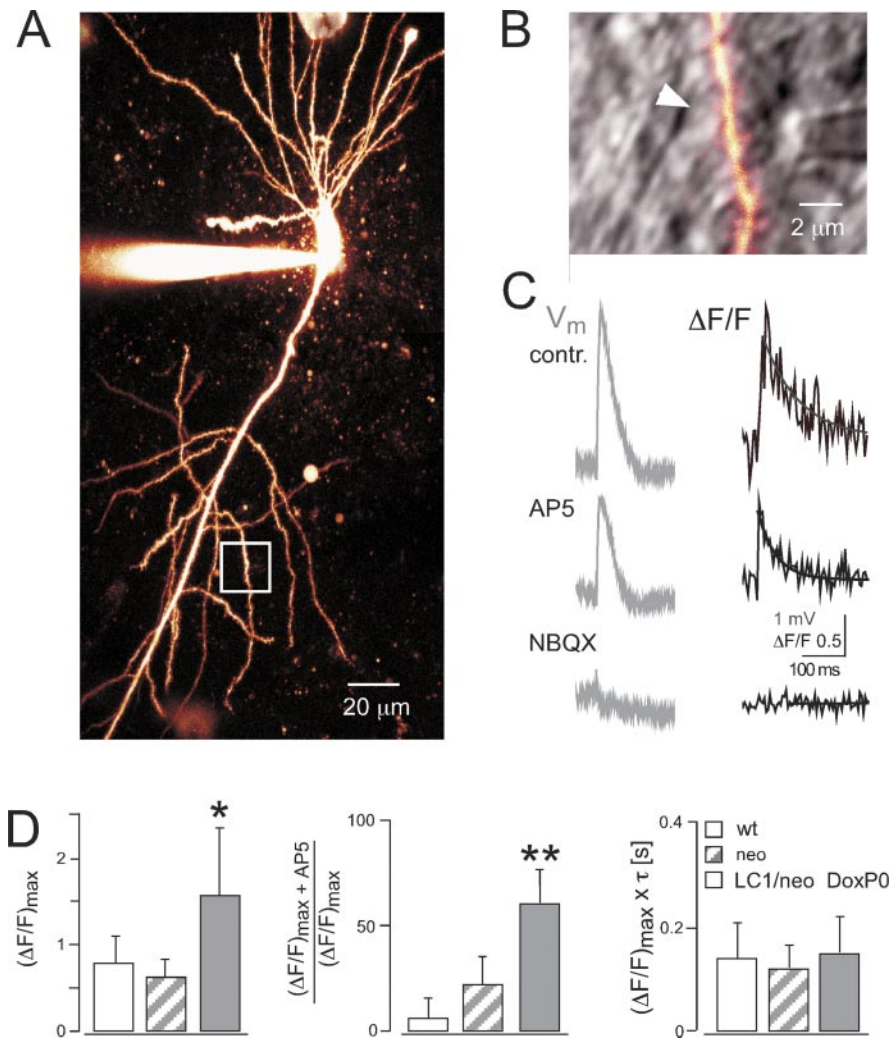 A
20 μm
B
2 μm
C
Vm
contr.
ΔF/F
AP5
NBQX
1 mV
ΔF/F 0.5
100 ms
D
(ΔF/F)max
2
1
0
*
(ΔF/F)max + AP5
(ΔF/F)max
100
50
0
**
(ΔF/F)max x τ [s]
0.4
0.2
0
wt
neo
LC1/neo DoxP0